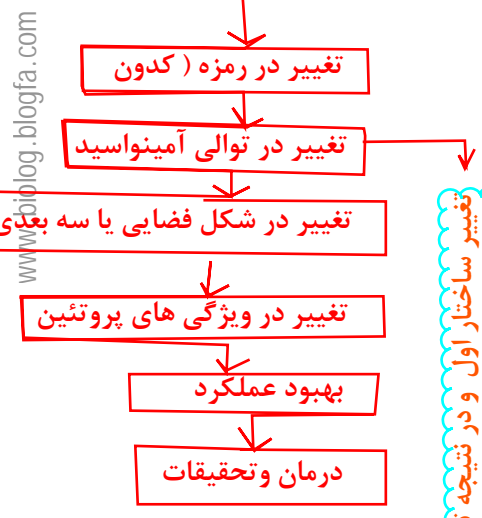 تغییر در رمزه ( کدون
تغییر در توالی آمینواسید
تغییر در شکل فضایی یا سه بعدی
تغییر در ویژگی های پروتئین
بهبود عملکرد
درمان وتحقیقات
تغییر ساختار اول و در نتیجه
www.biolog.blogfa.com